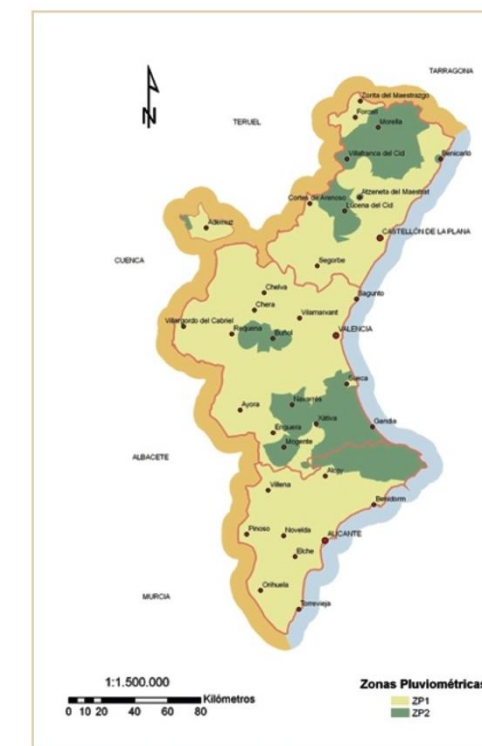 TARRAGONA
Zorita del Maestrazgo
Forcall
TERUEL
Morella
Villafranca del Cid
Benicarlo
Atzeneta del Maestrat
Cortes de Arenoso
Lucena del Cid
Ademuz
CASTELLÓN DE LA PLANA
CUENCA
Segorbe
Chelva
Sagunto
Chera
Vilamarxant
Villargordo del Cabriel
Requena
Buñol
VALENCIA
Sueca
Ayora
Navarrés
Xàtiva
Gandia
Enguera
Mogente
ALBACETE
Alcoy
Villena
Benidorm
Pinoso
Novelda
ALICANTE
Elche
Orihuela
MURCIA
Torrevieja
N
1:1.500.000
Kilómetros
0 10 20 40 60 80
Zonas Pluviométricas
ZP1
ZP2